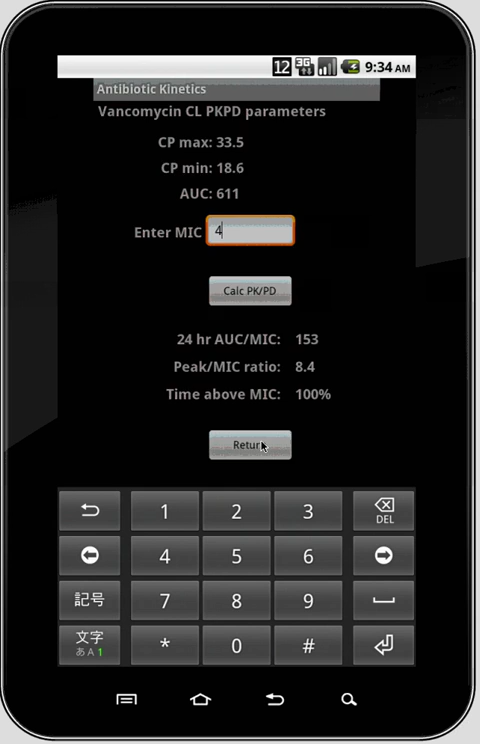 12 3G 9:34 AM
Antibiotic Kinetics
Vancomycin CL PKPD parameters
CP max: 33.5
CP min: 18.6
AUC: 611
Enter MIC 4
Calc PK/PD
24 hr AUC/MIC: 153
Peak/MIC ratio: 8.4
Time above MIC: 100%
Return
1 2 3 DEL
4 5 6
記号 7 8 9
文字 あ A 1 * 0 #